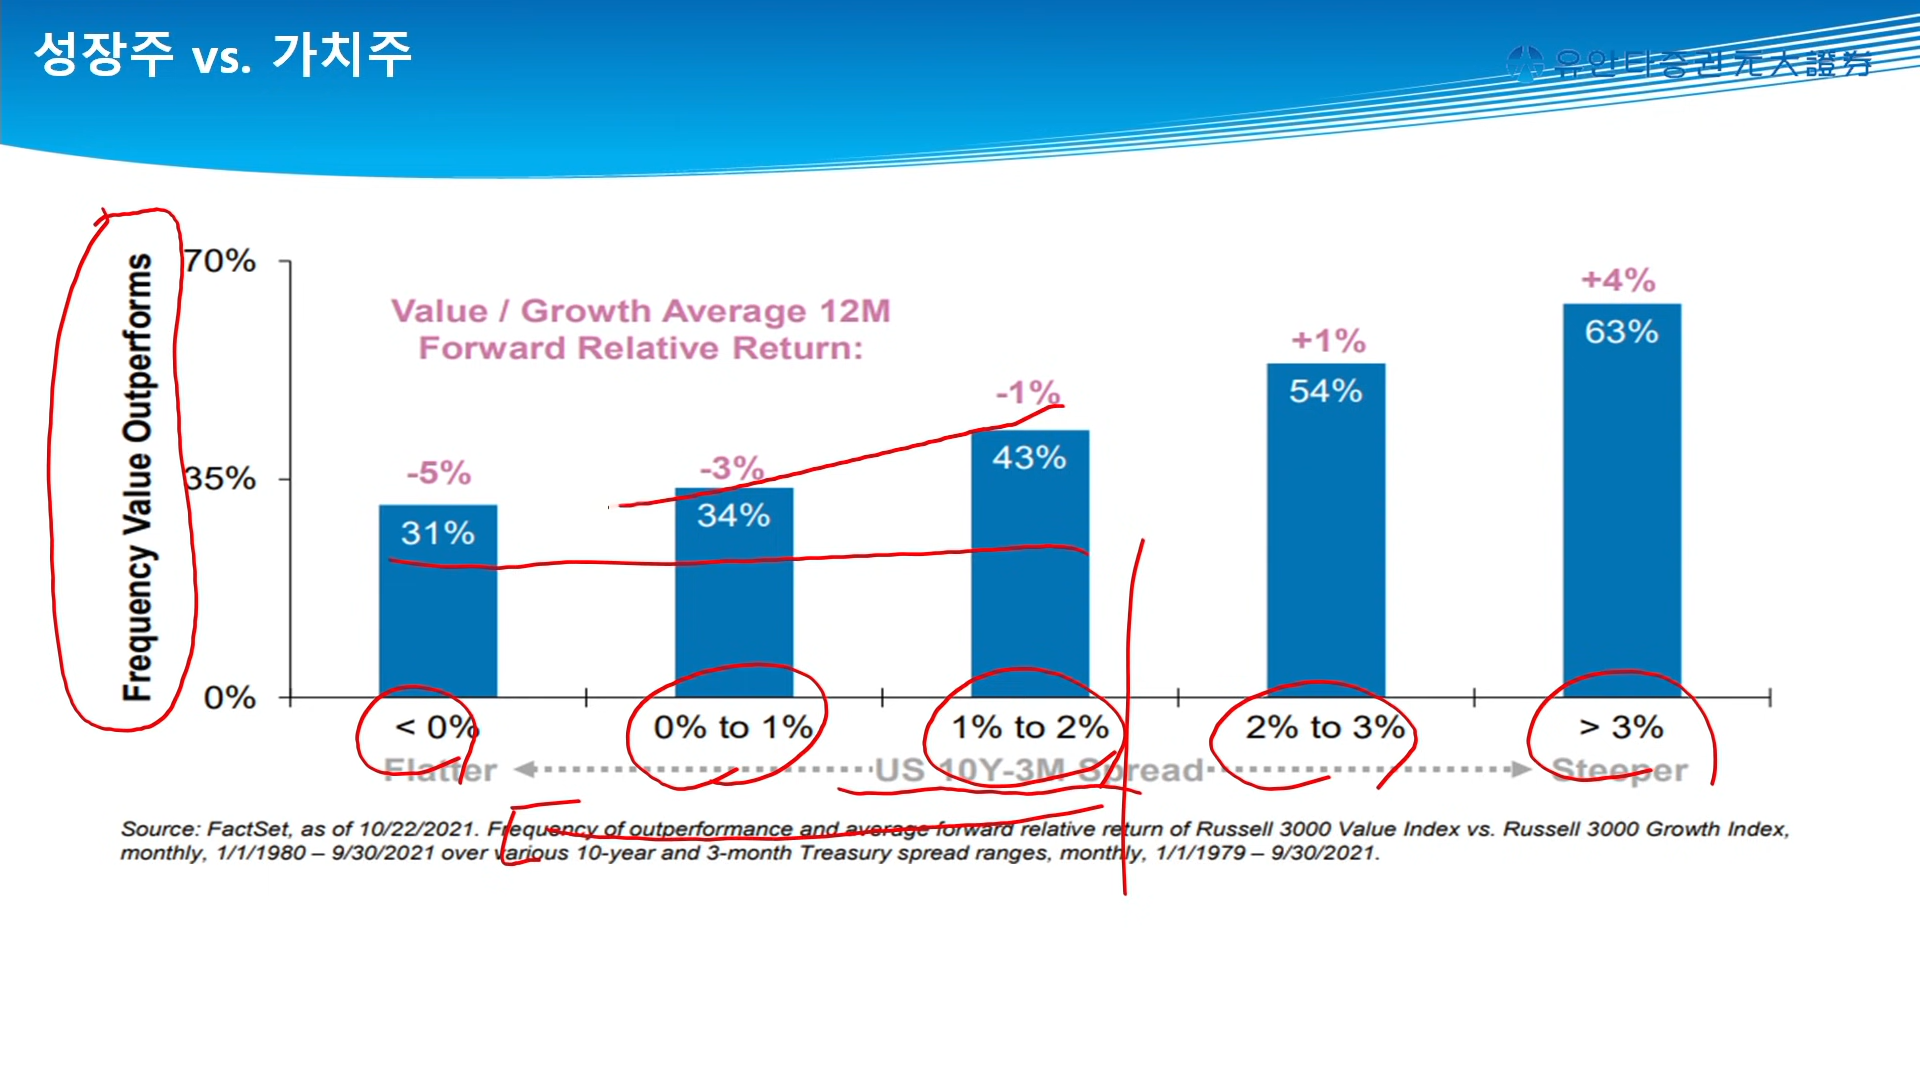 성장주 vs. 가치주
유안타증권 元大證券
Frequency Value Outperforms
70%
35%
0%
Value / Growth Average 12M
Forward Relative Return:
-5%
31%
-3%
34%
-1%
43%
+1%
54%
+4%
63%
< 0%
0% to 1%
1% to 2%
2% to 3%
> 3%
Flatter US 10Y-3M Spread Steeper
Source: FactSet, as of 10/22/2021. Frequency of outperformance and average forward relative return of Russell 3000 Value Index vs. Russell 3000 Growth Index,
monthly, 1/1/1980 – 9/30/2021 over various 10-year and 3-month Treasury spread ranges, monthly, 1/1/1979 – 9/30/2021.